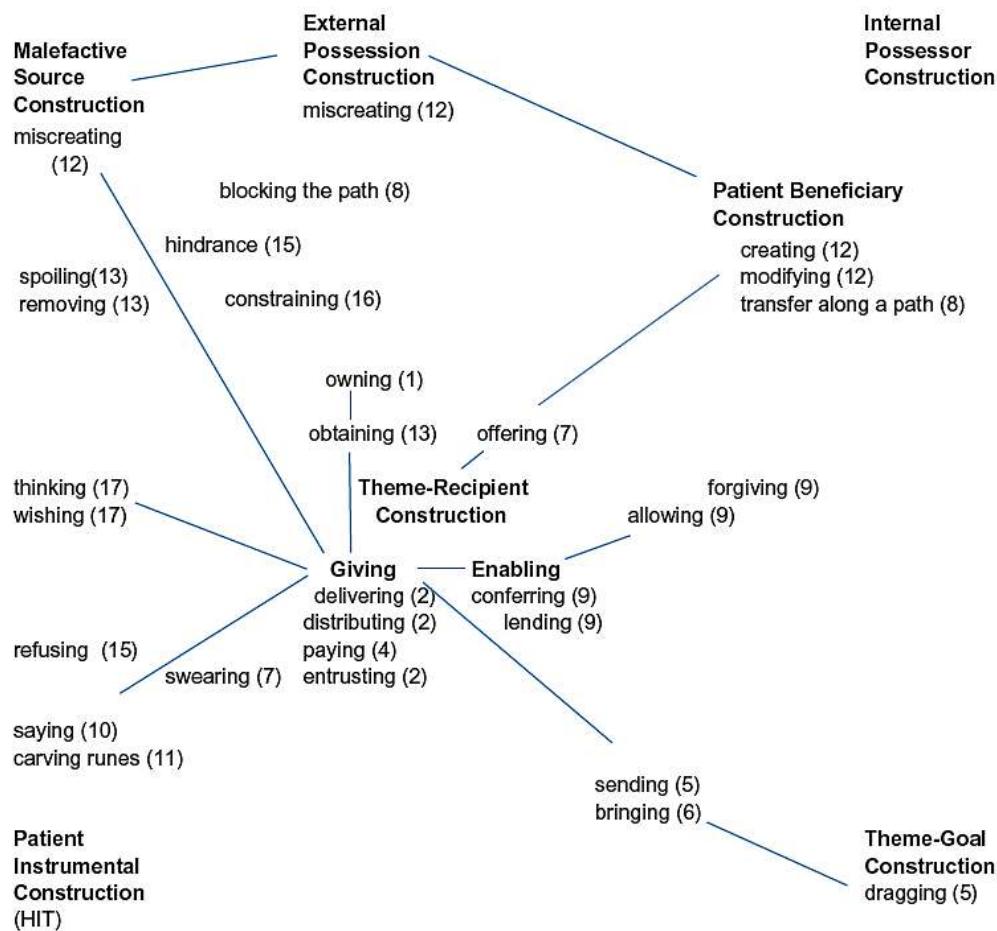 External
Possession
Construction
miscreating (12)
Internal
Possessor
Construction
Malefactive
Source
Construction
miscreating
(12)
blocking the path (8)
Patient Beneficiary
Construction
creating (12)
modifying (12)
transfer along a path (8)
hindrance (15)
spoiling(13)
removing (13)
constraining (16)
owning (1)
obtaining (13)
offering (7)
Theme-Recipient
Construction
thinking (17)
wishing (17)
forgiving (9)
allowing (9)
Giving
delivering (2)
distributing (2)
paying (4)
entrusting (2)
Enabling
conferring (9)
lending (9)
refusing (15)
swearing (7)
saying (10)
carving runes (11)
sending (5)
bringing (6)
Patient
Instrumental
Construction
(HIT)
Theme-Goal
Construction
dragging (5)